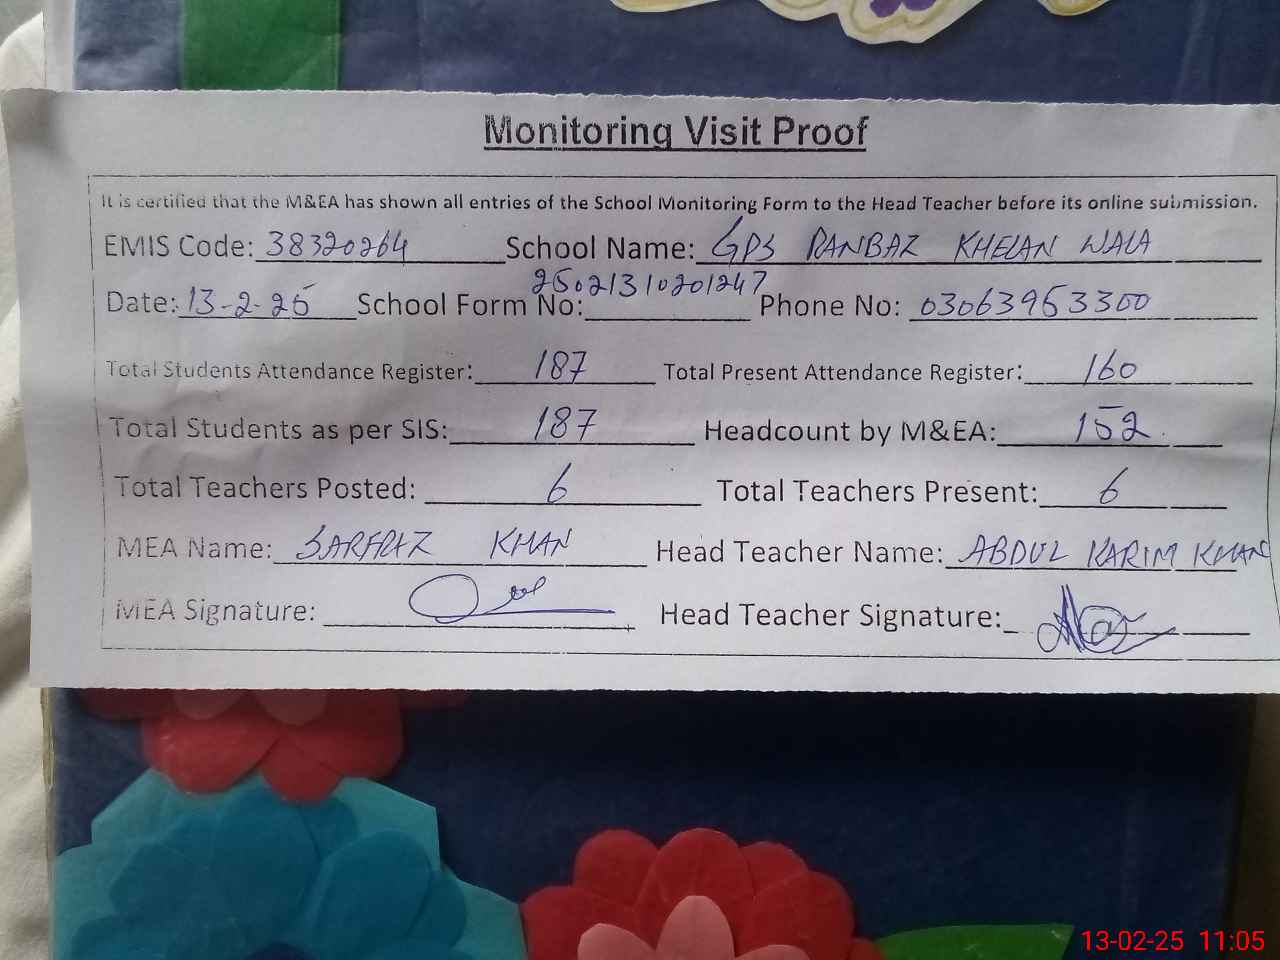 Monitoring Visit Proof
It is certified that the M&EA has shown all entries of the School Monitoring Form to the Head Teacher before its online submission.
EMIS Code: 38320264 School Name: GPS RANBAZ KHELAN WALA
Date: 13-2-25 School Form No: 25021310201247 Phone No: 03063953300
Total Students Attendance Register: 187 Total Present Attendance Register: 160
Total Students as per SIS: 187 Headcount by M&EA: 152
Total Teachers Posted: 6 Total Teachers Present: 6
MEA Name: SARFRAZ KHAN Head Teacher Name: ABDUL KARIM KHAN
MEA Signature: Head Teacher Signature:
13-02-25 11:05